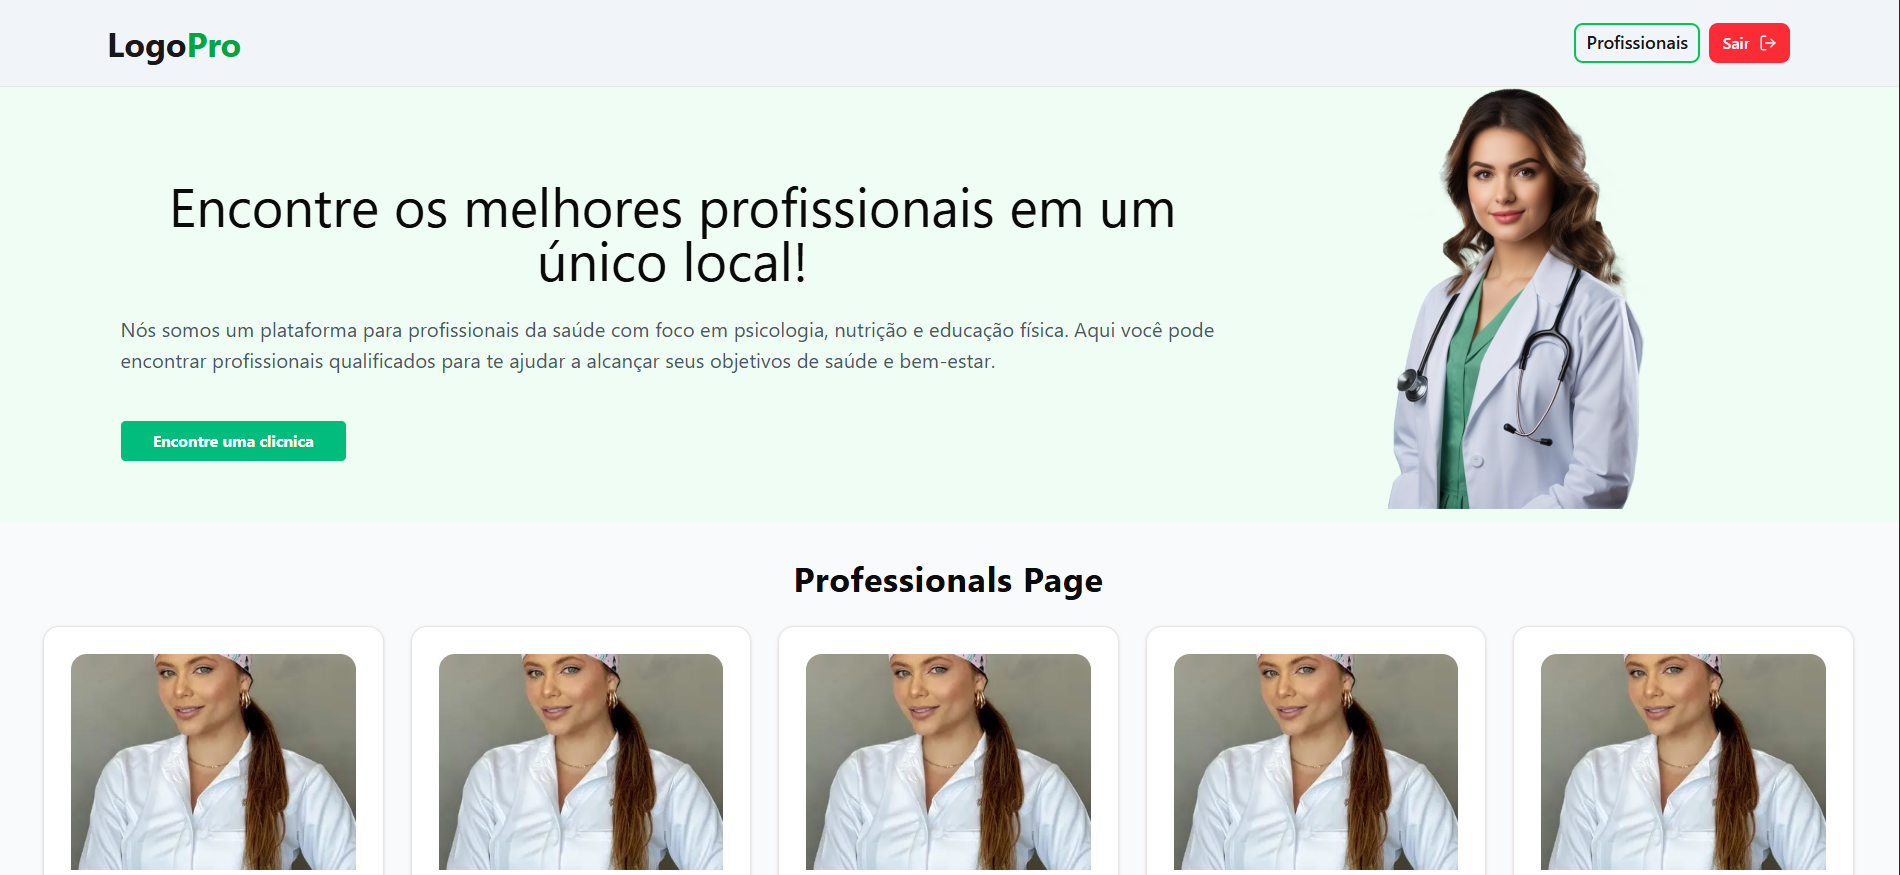 LogoPro
Profissionais
Sair
Encontre os melhores profissionais em um
único local!
Nós somos um plataforma para profissionais da saúde com foco em psicologia, nutrição e educação física. Aqui você pode
encontrar profissionais qualificados para te ajudar a alcançar seus objetivos de saúde e bem-estar.
Encontre uma clicnica
Professionals Page